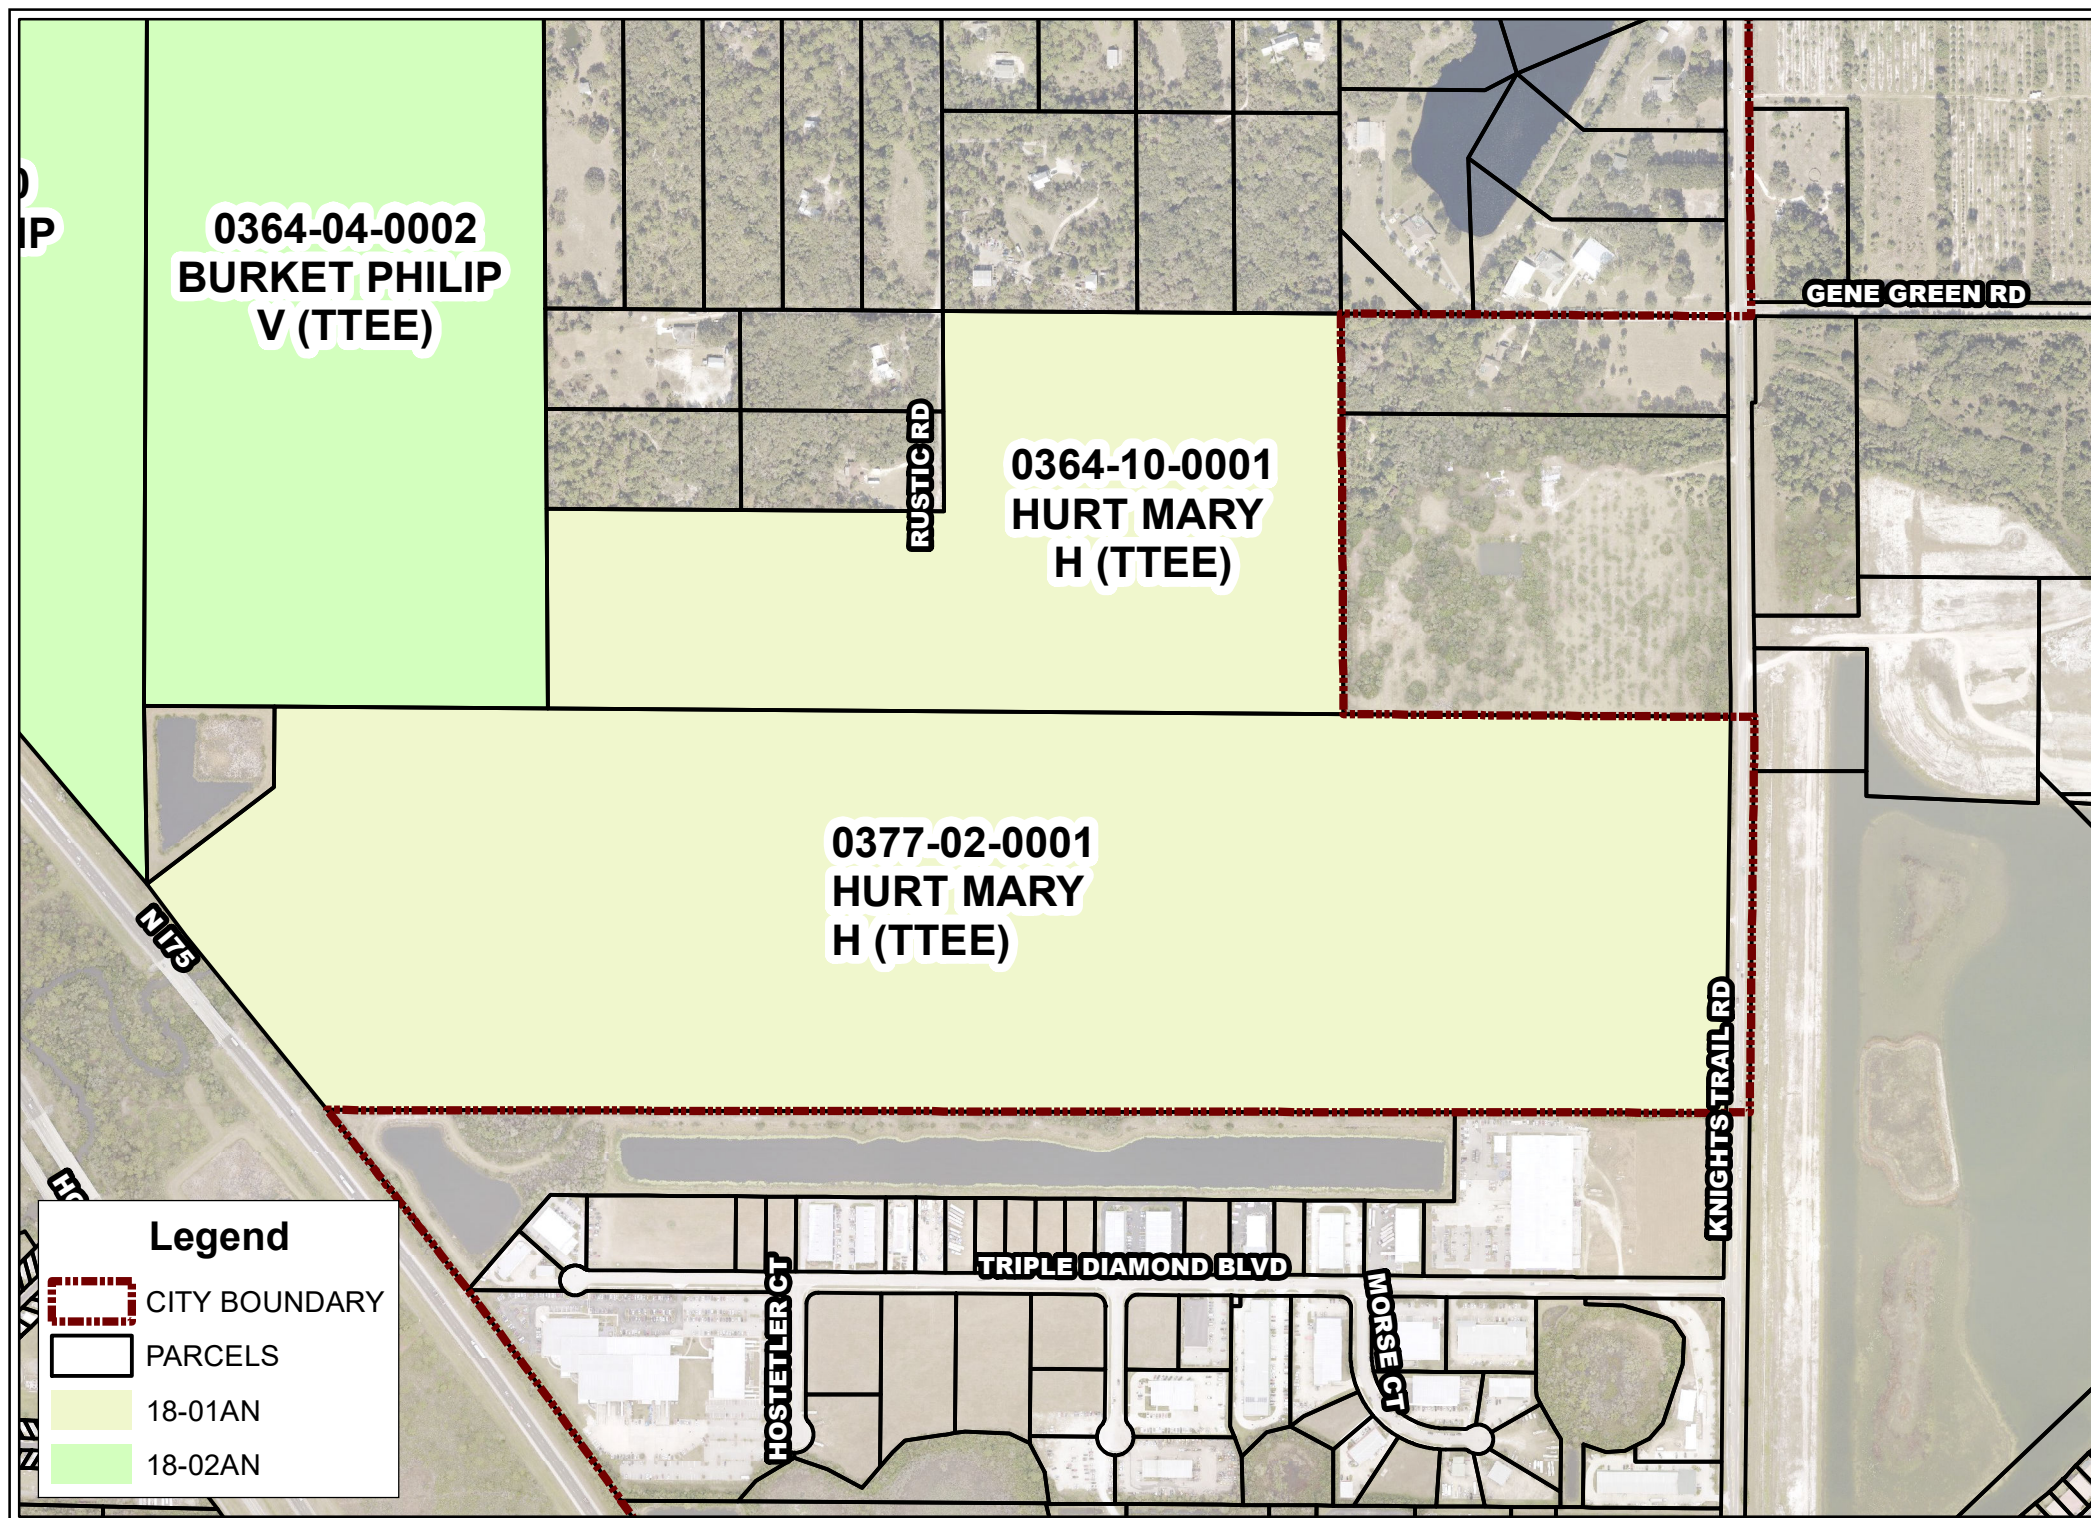 IP
0364-04-0002
BURKET PHILIP
V (TTEE)
GENE GREEN RD
RUSTIC RD
0364-10-0001
HURT MARY
H (TTEE)
0377-02-0001
HURT MARY
H (TTEE)
N I75
KNIGHTS TRAIL RD
TRIPLE DIAMOND BLVD
HOSTETLER CT
MORSE CT
Legend
CITY BOUNDARY
PARCELS
18-01AN
18-02AN